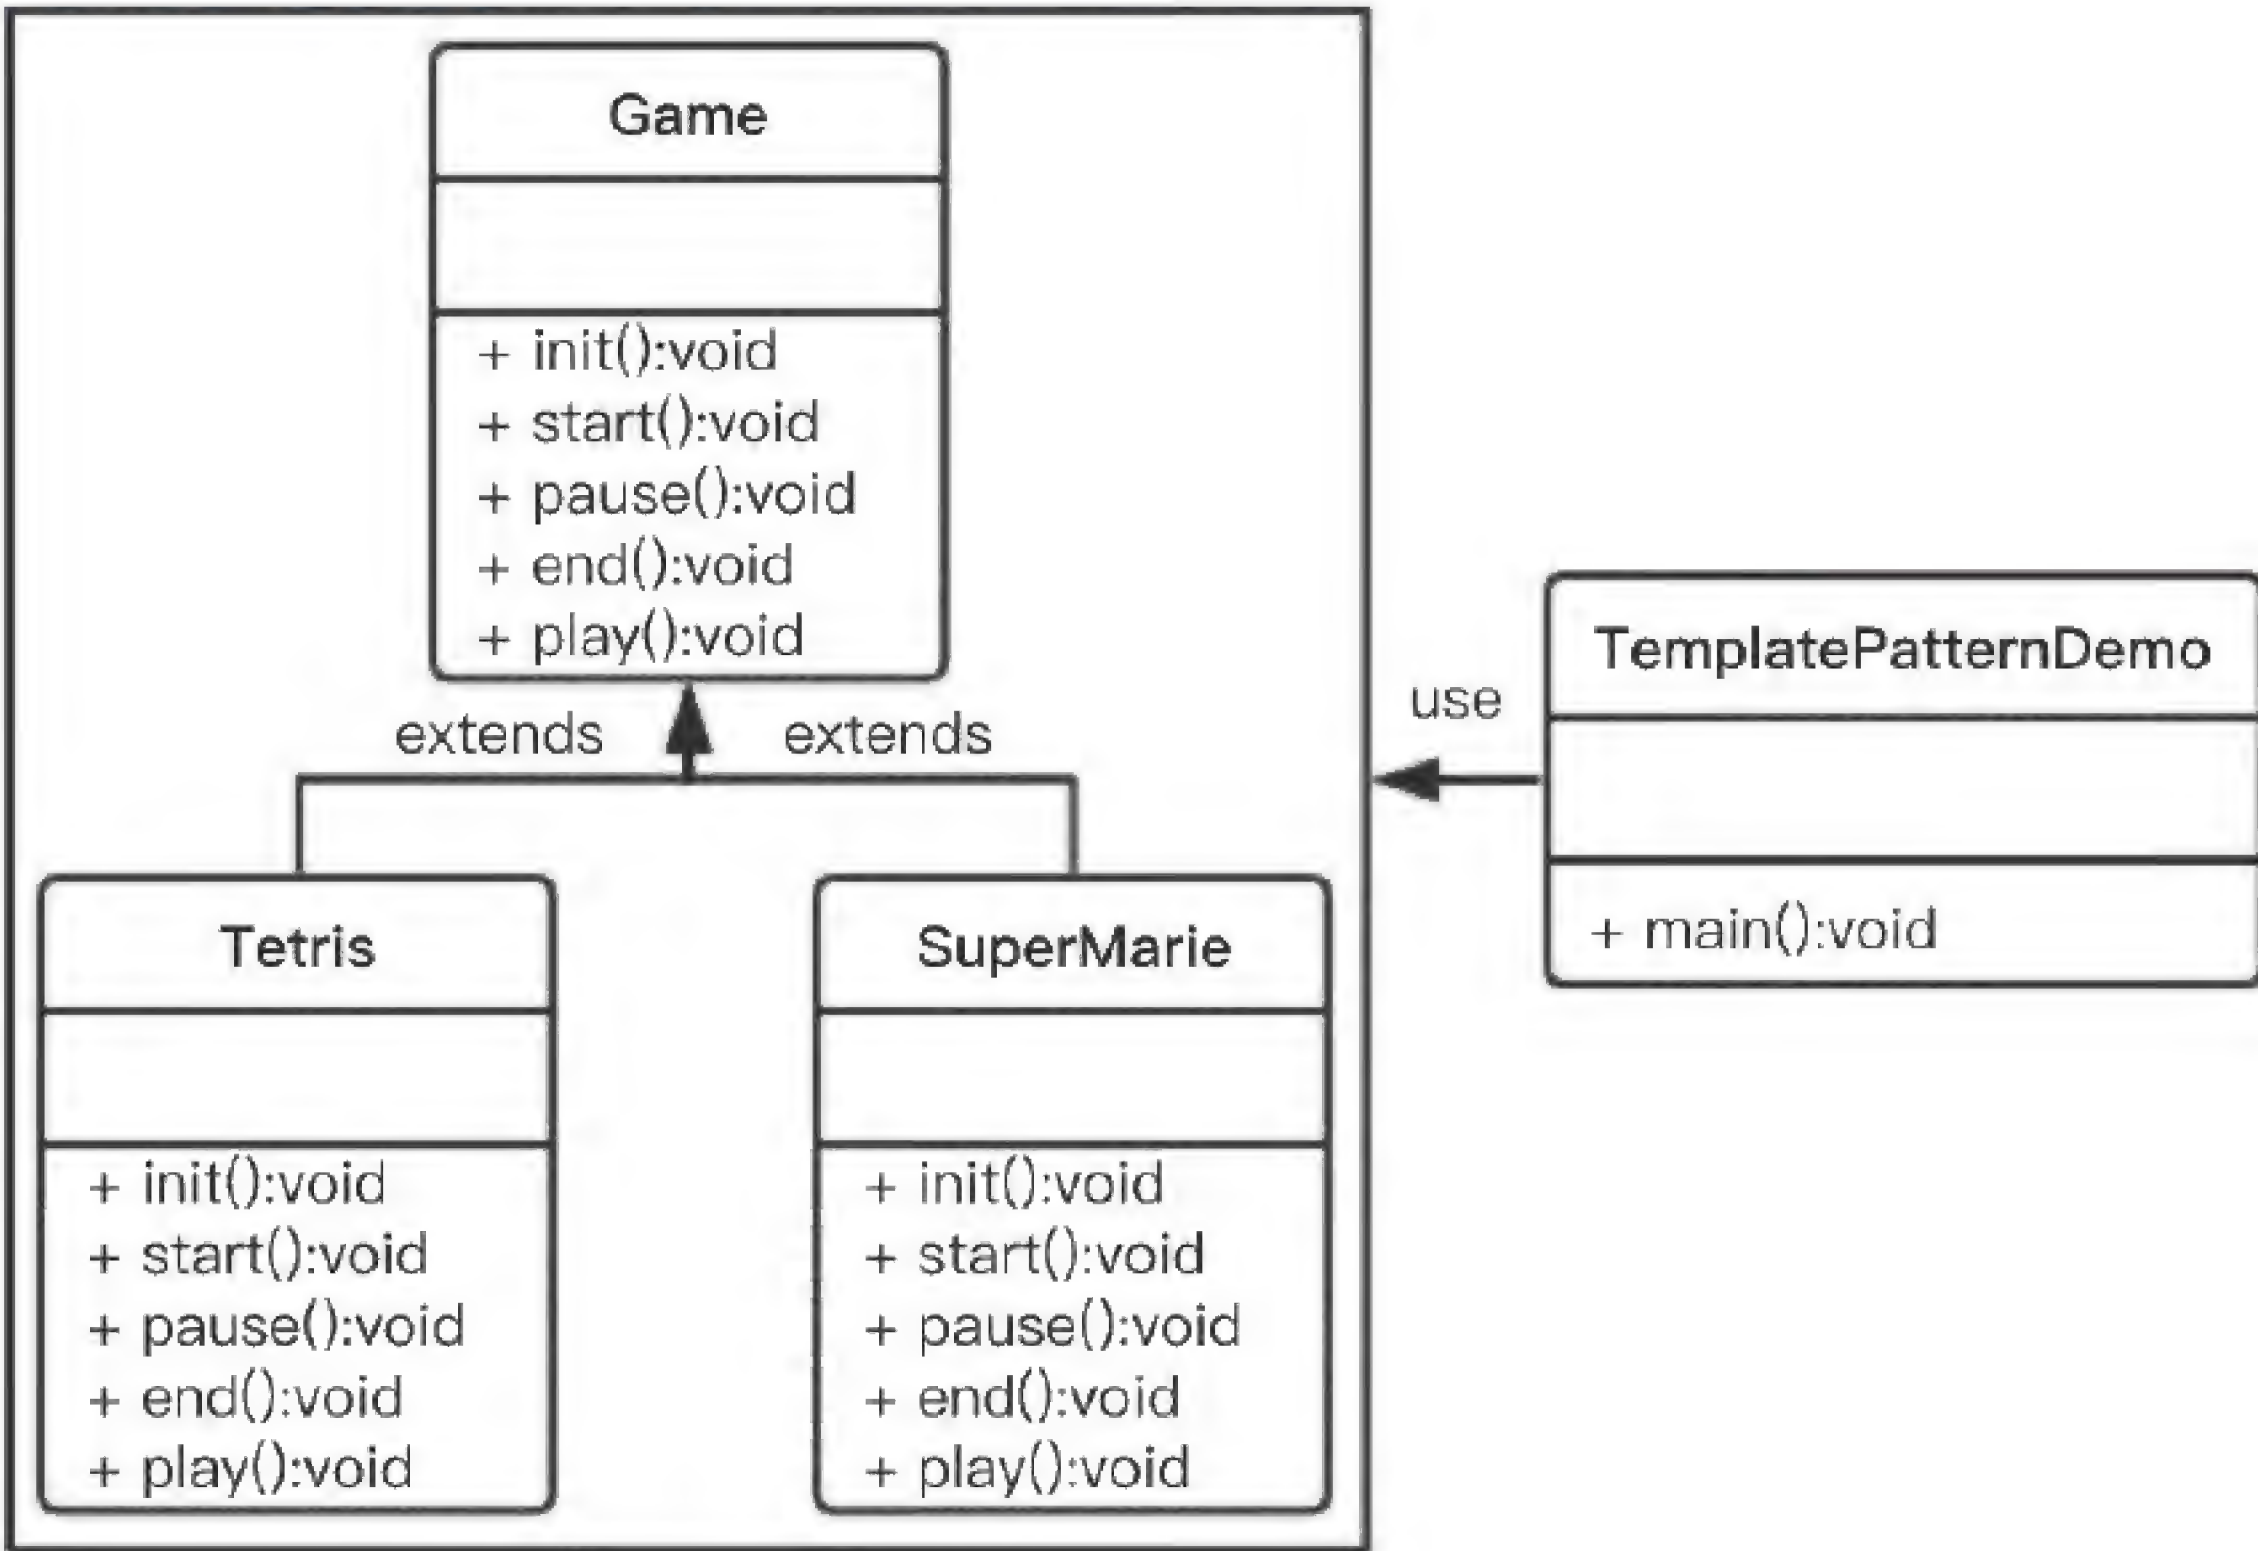 Game
+ init():void
+ start():void
+ pause():void
+ end():void
+ play():void
extends
extends
Tetris
+ init():void
+ start():void
+ pause():void
+ end():void
+ play():void
SuperMarie
+ init():void
+ start():void
+ pause():void
+ end():void
+ play():void
use
TemplatePatternDemo
+ main():void